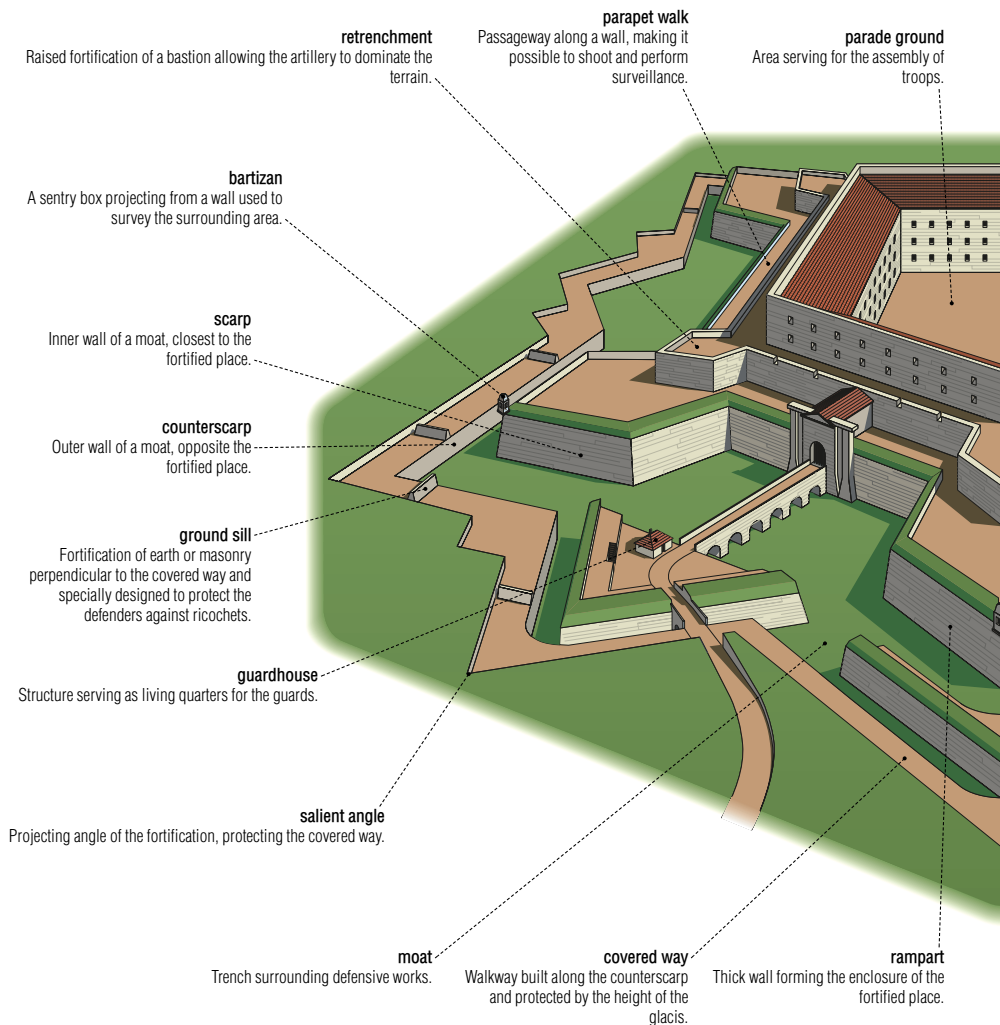 retrenchment
Raised fortification of a bastion allowing the artillery to dominate the
terrain.
parapet walk
Passageway along a wall, making it
possible to shoot and perform
surveillance.
parade ground
Area serving for the assembly of
troops.
bartizan
A sentry box projecting from a wall used to
survey the surrounding area.
scarp
Inner wall of a moat, closest to the
fortified place.
counterscarp
Outer wall of a moat, opposite the
fortified place.
ground sill
Fortification of earth or masonry
perpendicular to the covered way and
specially designed to protect the
defenders against ricochets.
guardhouse
Structure serving as living quarters for the guards.
salient angle
Projecting angle of the fortification, protecting the covered way.
moat
Trench surrounding defensive works.
covered way
Walkway built along the counterscarp
and protected by the height of the
glacis.
rampart
Thick wall forming the enclosure of the
fortified place.